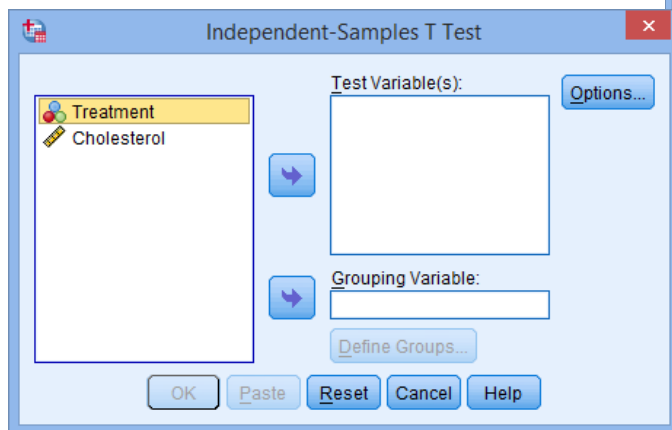 Independent-Samples T Test
Treatment
Cholesterol
Test Variable(s):
Options...
Grouping Variable:
Define Groups...
OK Paste Reset Cancel Help